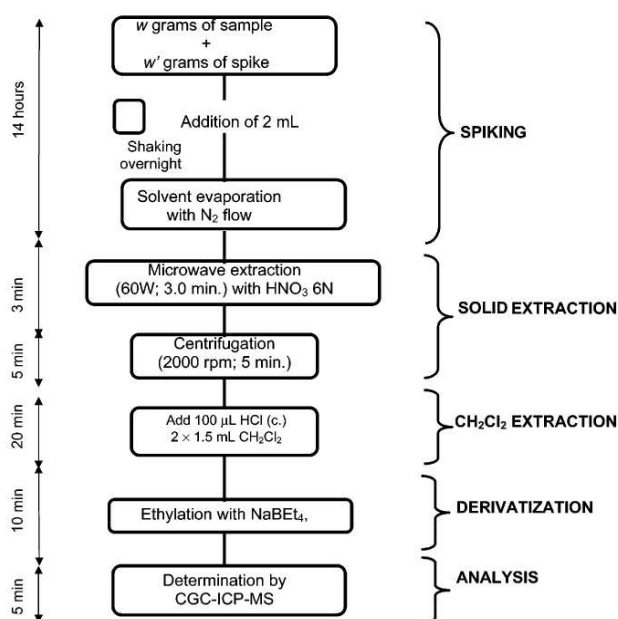 w grams of sample
+
w' grams of spike
14 hours
Addition of 2 mL
Shaking
overnight
SPIKING
Solvent evaporation
with N₂ flow
Microwave extraction
(60W; 3.0 min.) with HNO₃ 6N
3 min
SOLID EXTRACTION
Centrifugation
(2000 rpm; 5 min.)
5 min
Add 100 µL HCl (c.)
2 × 1.5 mL CH₂Cl₂
20 min
CH₂Cl₂ EXTRACTION
Ethylation with NaBEt₄,
10 min
DERIVATIZATION
Determination by
CGC-ICP-MS
5 min
ANALYSIS